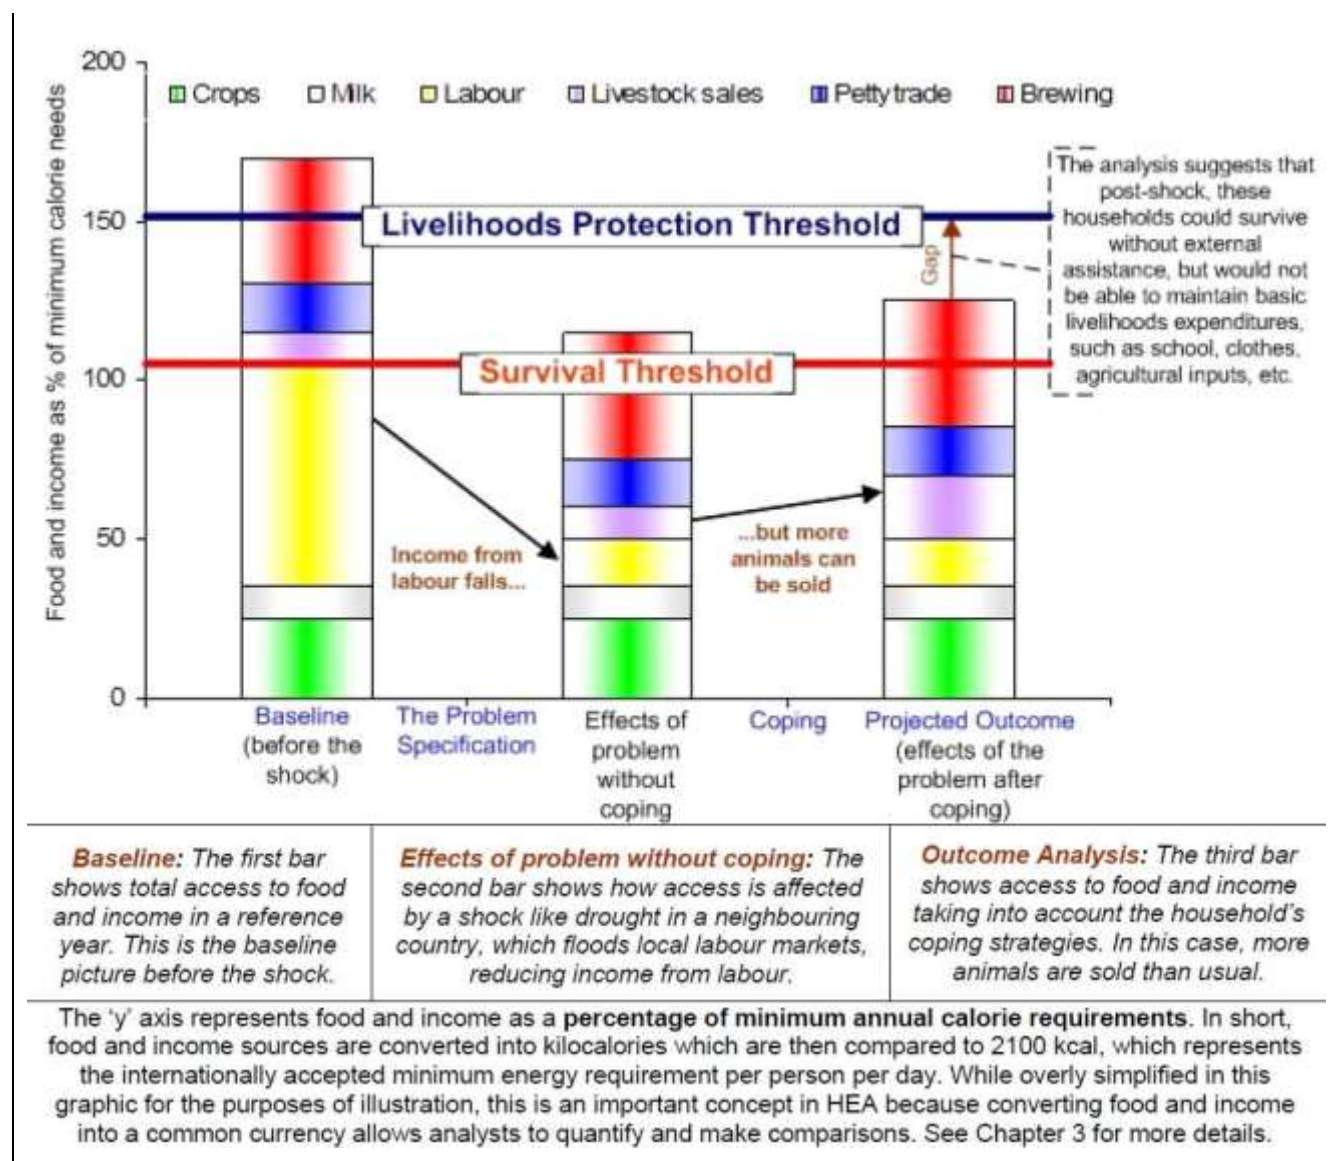 200
Crops Milk Labour Livestock sales Petty trade Brewing
Food and income as % of minimum calorie needs
150
100
50
0
Livelihoods Protection Threshold
Survival Threshold
Gap
The analysis suggests that
post-shock, these
households could survive
without external
assistance, but would not
be able to maintain basic
livelihoods expenditures,
such as school, clothes,
agricultural inputs, etc.
Income from
labour falls...
...but more
animals can
be sold
Baseline
(before the
shock)
The Problem
Specification
Effects of
problem
without
coping
Coping
Projected Outcome
(effects of the
problem after
coping)
Baseline: The first bar
shows total access to food
and income in a reference
year. This is the baseline
picture before the shock.
Effects of problem without coping: The
second bar shows how access is affected
by a shock like drought in a neighbouring
country, which floods local labour markets,
reducing income from labour.
Outcome Analysis: The third bar
shows access to food and income
taking into account the household's
coping strategies. In this case, more
animals are sold than usual.
The 'y' axis represents food and income as a percentage of minimum annual calorie requirements. In short,
food and income sources are converted into kilocalories which are then compared to 2100 kcal, which represents
the internationally accepted minimum energy requirement per person per day. While overly simplified in this
graphic for the purposes of illustration, this is an important concept in HEA because converting food and income
into a common currency allows analysts to quantify and make comparisons. See Chapter 3 for more details.